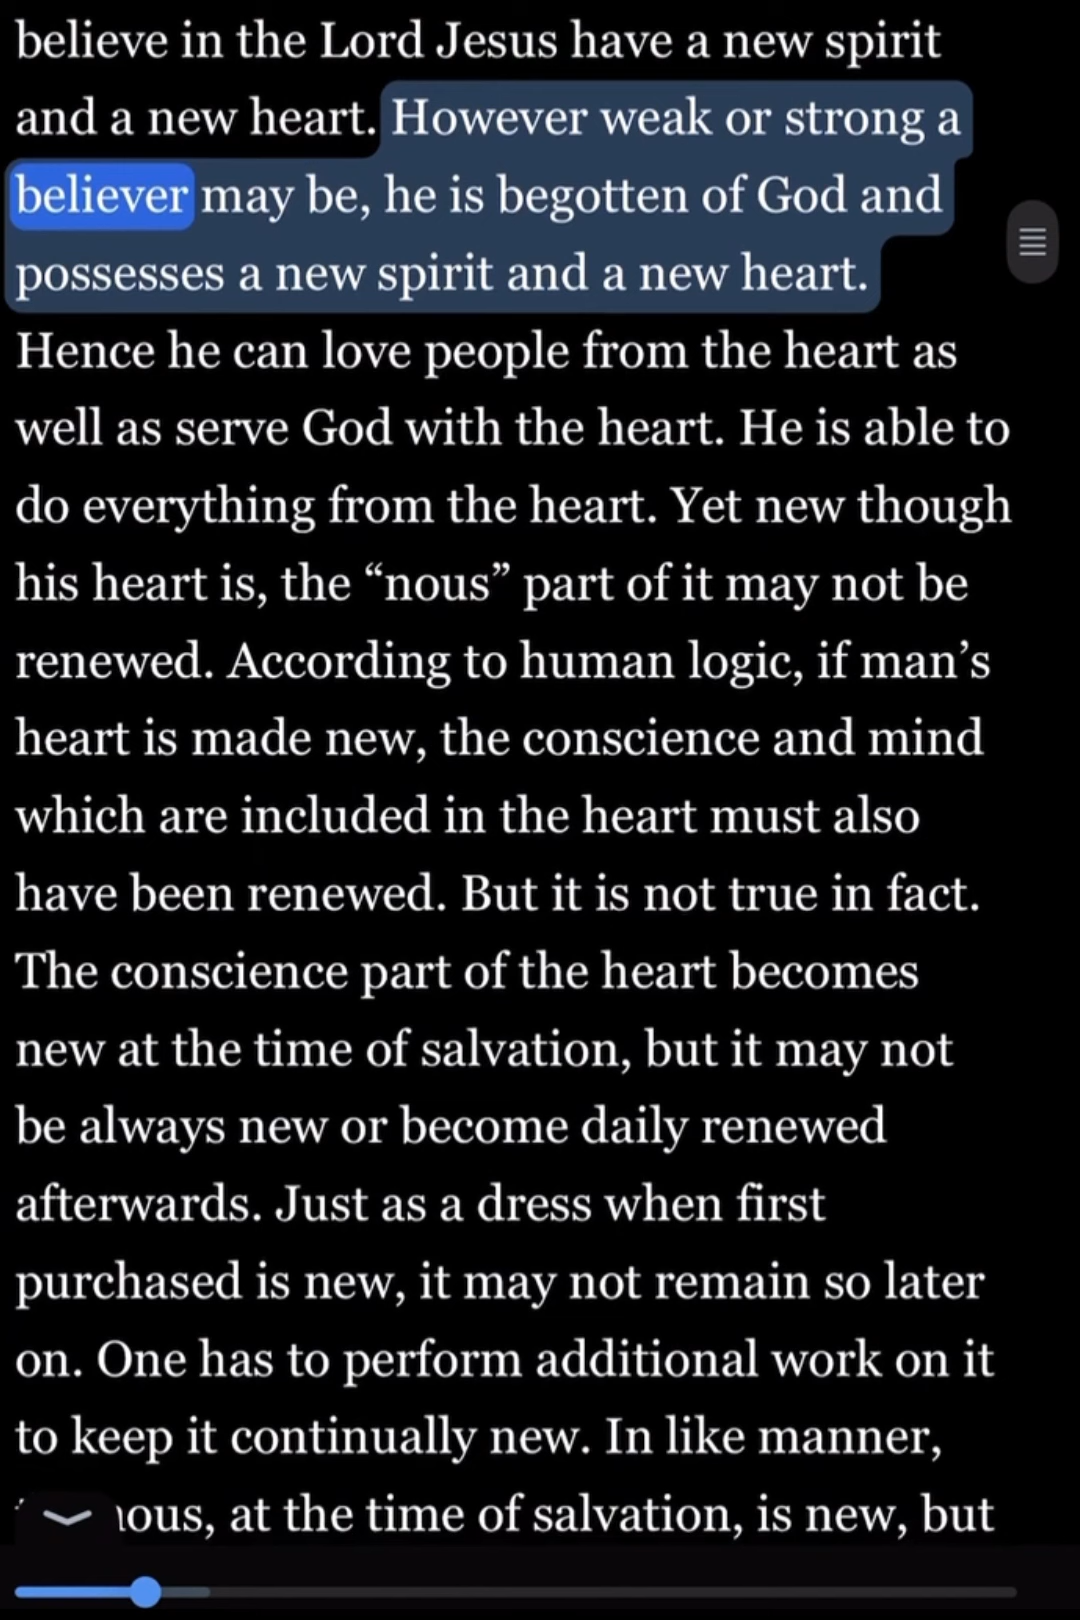 believe in the Lord Jesus have a new spirit
and a new heart. However weak or strong a
believer may be, he is begotten of God and
possesses a new spirit and a new heart.
Hence he can love people from the heart as
well as serve God with the heart. He is able to
do everything from the heart. Yet new though
his heart is, the “nous” part of it may not be
renewed. According to human logic, if man’s
heart is made new, the conscience and mind
which are included in the heart must also
have been renewed. But it is not true in fact.
The conscience part of the heart becomes
new at the time of salvation, but it may not
be always new or become daily renewed
afterwards. Just as a dress when first
purchased is new, it may not remain so later
on. One has to perform additional work on it
to keep it continually new. In like manner,
nous, at the time of salvation, is new, but